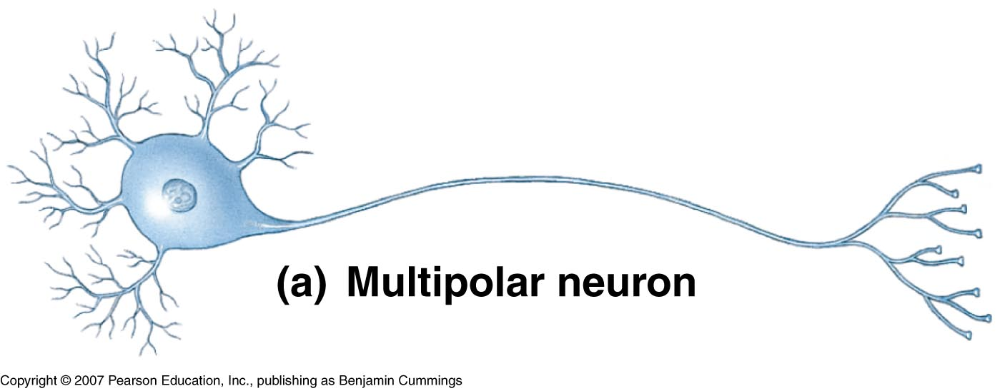 (a) Multipolar neuron
Copyright © 2007 Pearson Education, Inc., publishing as Benjamin Cummings